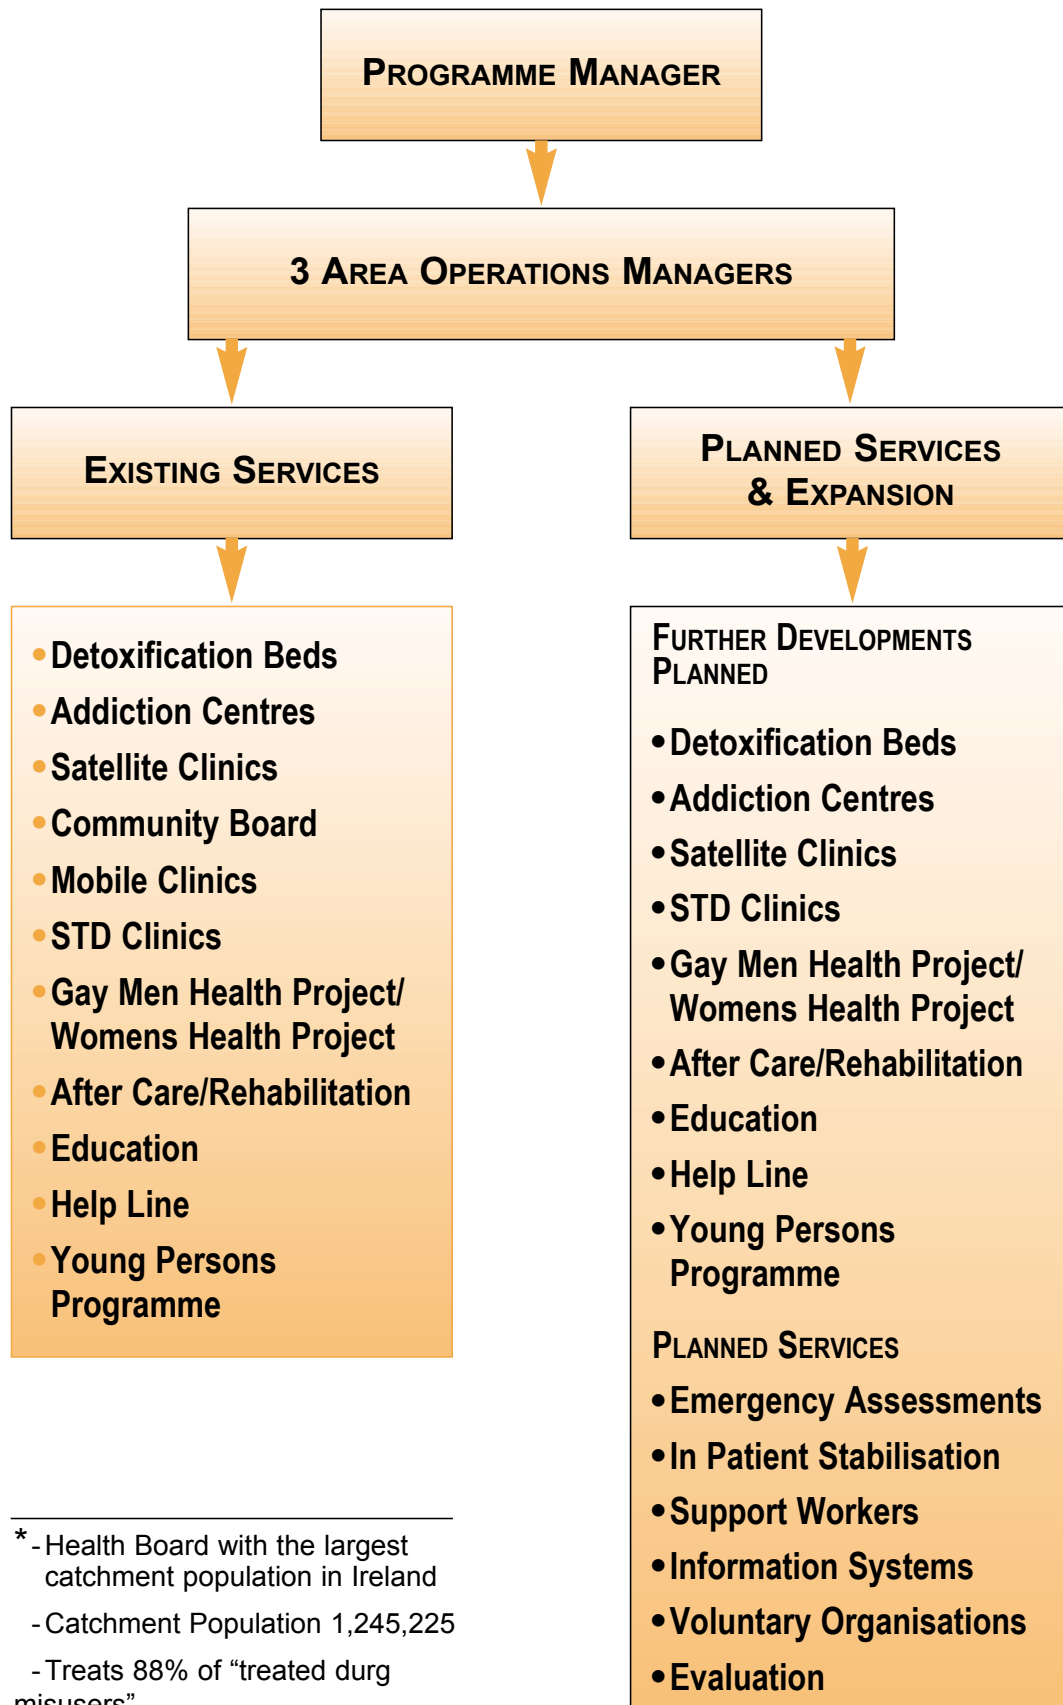 PROGRAMME MANAGER
3 AREA OPERATIONS MANAGERS
EXISTING SERVICES
• Detoxification Beds
• Addiction Centres
• Satellite Clinics
• Community Board
• Mobile Clinics
• STD Clinics
• Gay Men Health Project/
Womens Health Project
• After Care/Rehabilitation
• Education
• Help Line
• Young Persons
Programme
* - Health Board with the largest
catchment population in Ireland
- Catchment Population 1,245,225
- Treats 88% of “treated durg
misusers”
PLANNED SERVICES
& EXPANSION
FURTHER DEVELOPMENTS
PLANNED
• Detoxification Beds
• Addiction Centres
• Satellite Clinics
• STD Clinics
• Gay Men Health Project/
Womens Health Project
• After Care/Rehabilitation
• Education
• Help Line
• Young Persons
Programme
PLANNED SERVICES
• Emergency Assessments
• In Patient Stabilisation
• Support Workers
• Information Systems
• Voluntary Organisations
• Evaluation